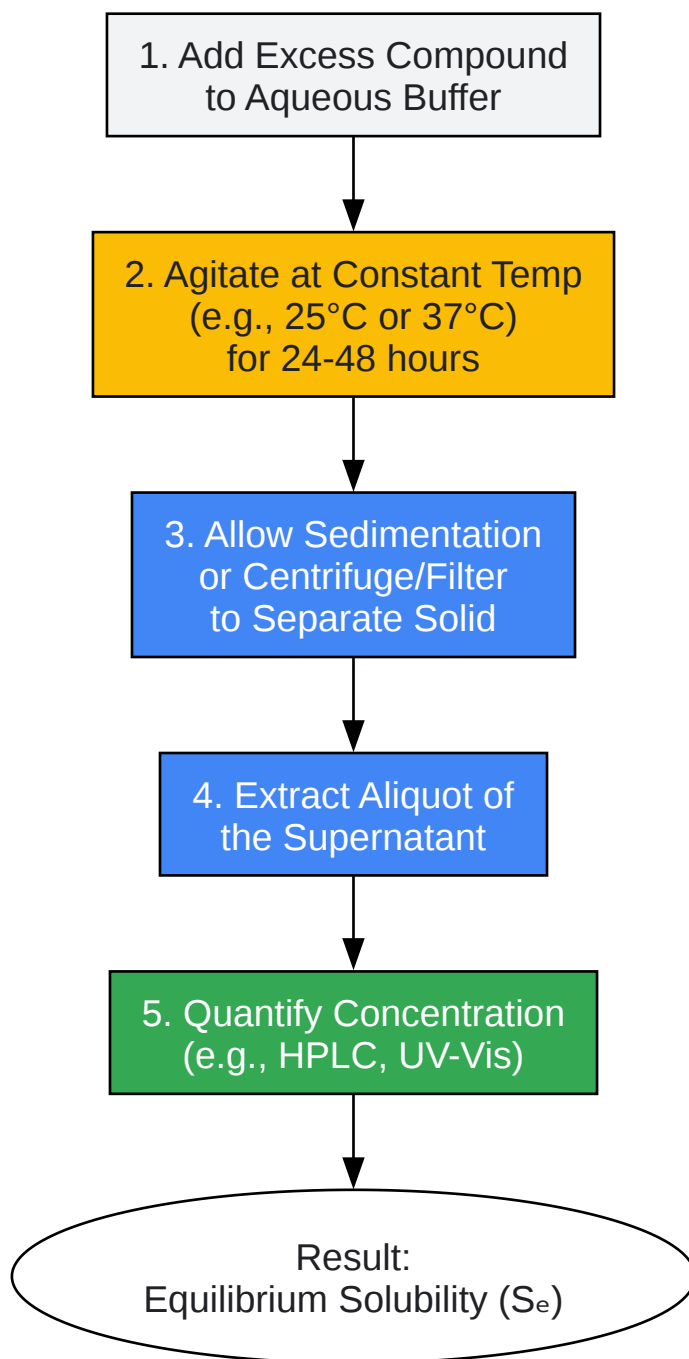 1. Add Excess Compound
to Aqueous Buffer
2. Agitate at Constant Temp
(e.g., 25°C or 37°C)
for 24-48 hours
3. Allow Sedimentation
or Centrifuge/Filter
to Separate Solid
4. Extract Aliquot of
the Supernatant
5. Quantify Concentration
(e.g., HPLC, UV-Vis)
Result:
Equilibrium Solubility (Sₑ)